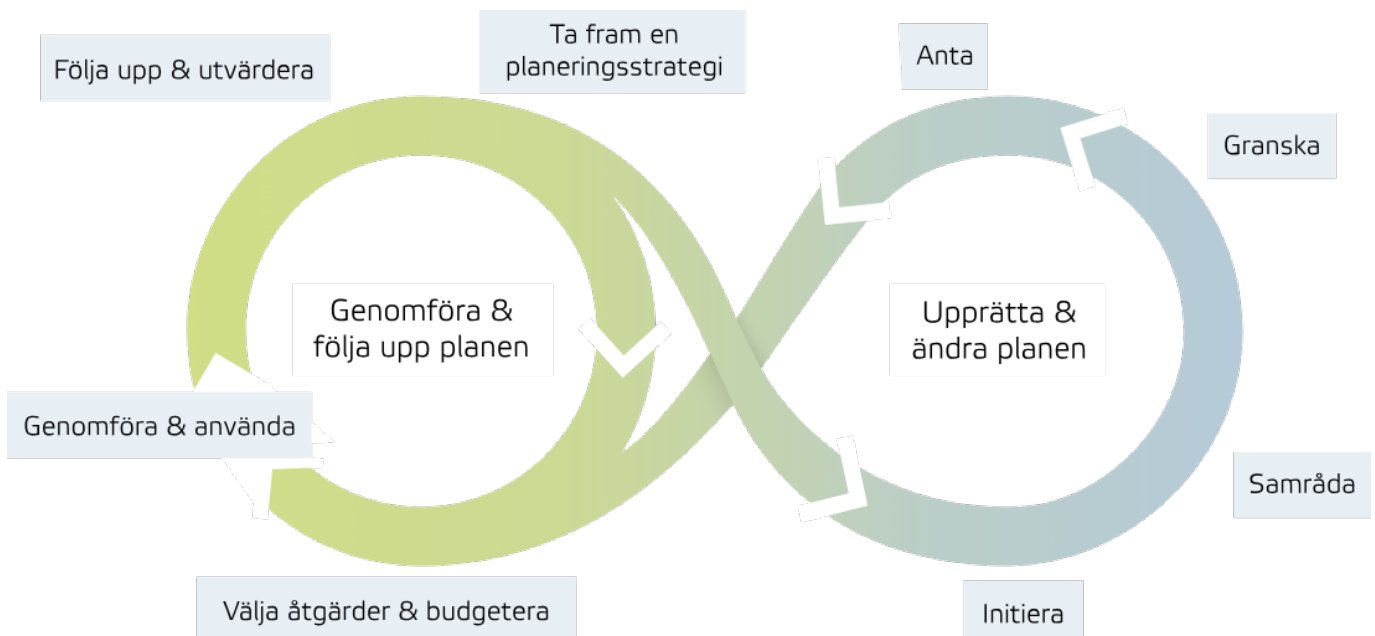 Ta fram en
planeringsstrategi
Anta
Följa upp & utvärdera
Granska
Genomföra &
följa upp planen
Upprätta &
ändra planen
Genomföra & använda
Samråda
Välja åtgärder & budgetera
Initiera